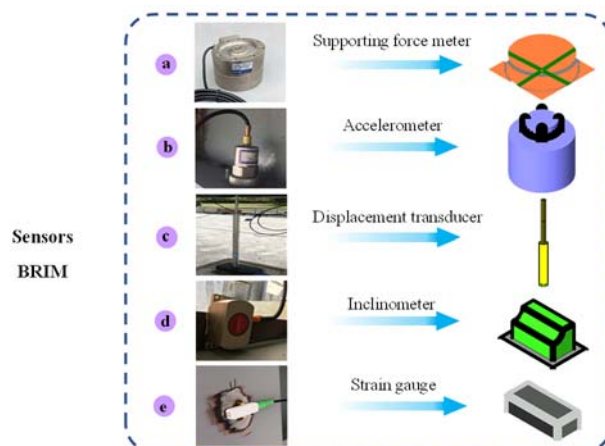 Sensors
BRIM
a
Supporting force meter
b
Accelerometer
c
Displacement transducer
d
Inclinometer
e
Strain gauge